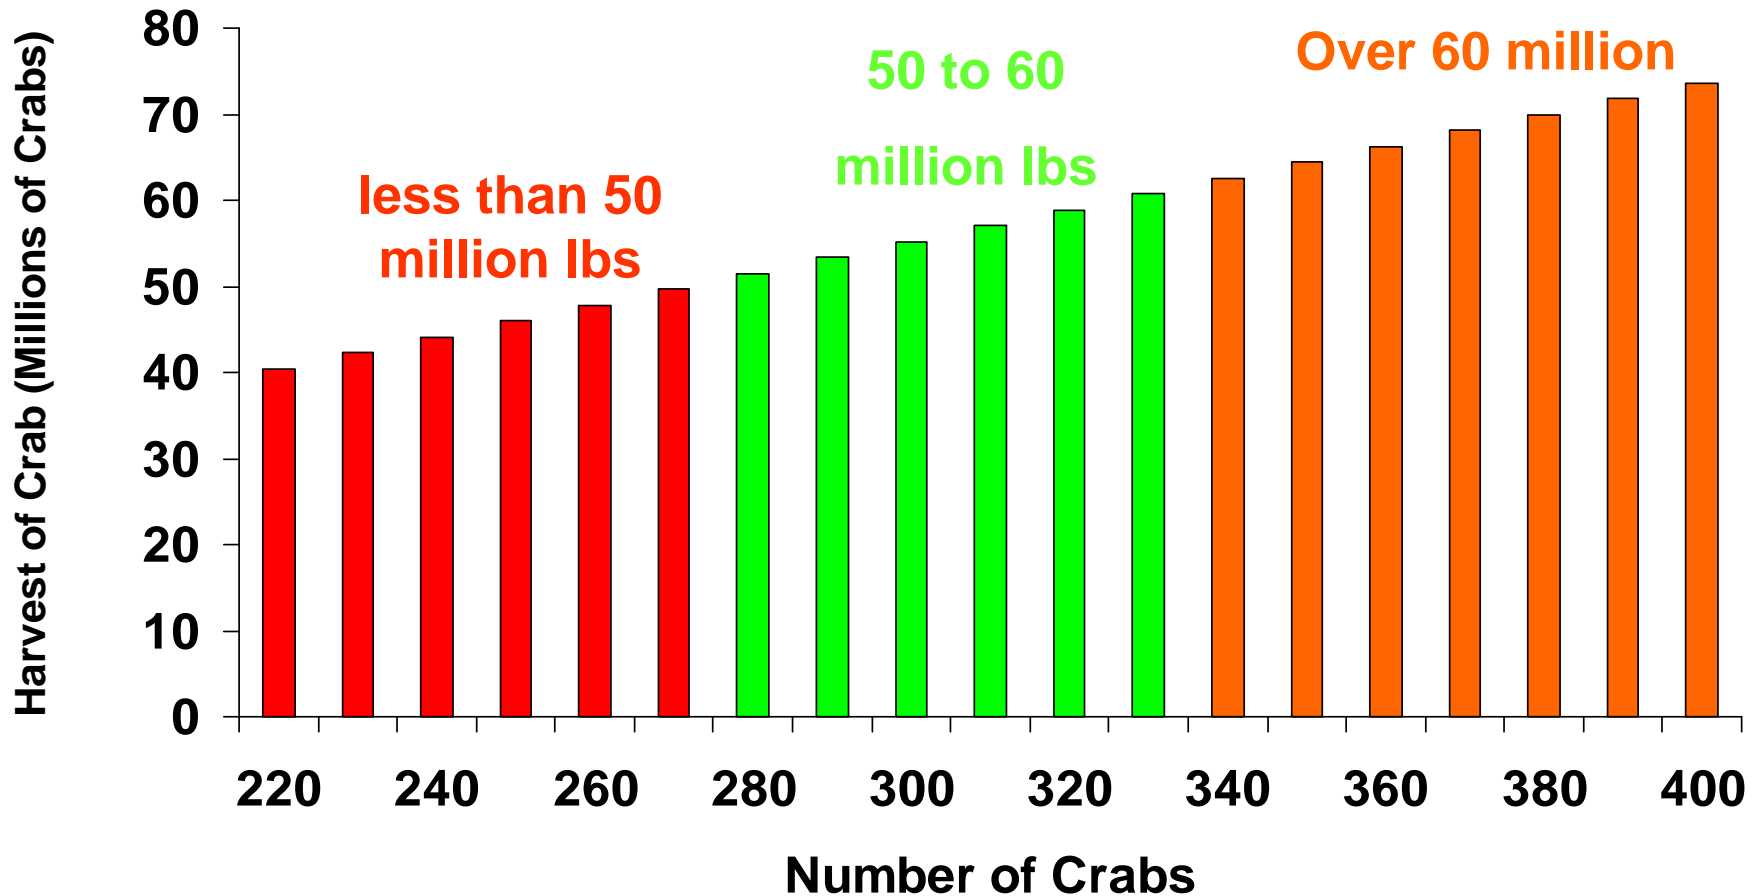 Harvest of Crab (Millions of Crabs)
80
70
60
50
40
30
20
10
0
less than 50
million lbs
50 to 60
million lbs
Over 60 million
220 240 260 280 300 320 340 360 380 400
Number of Crabs